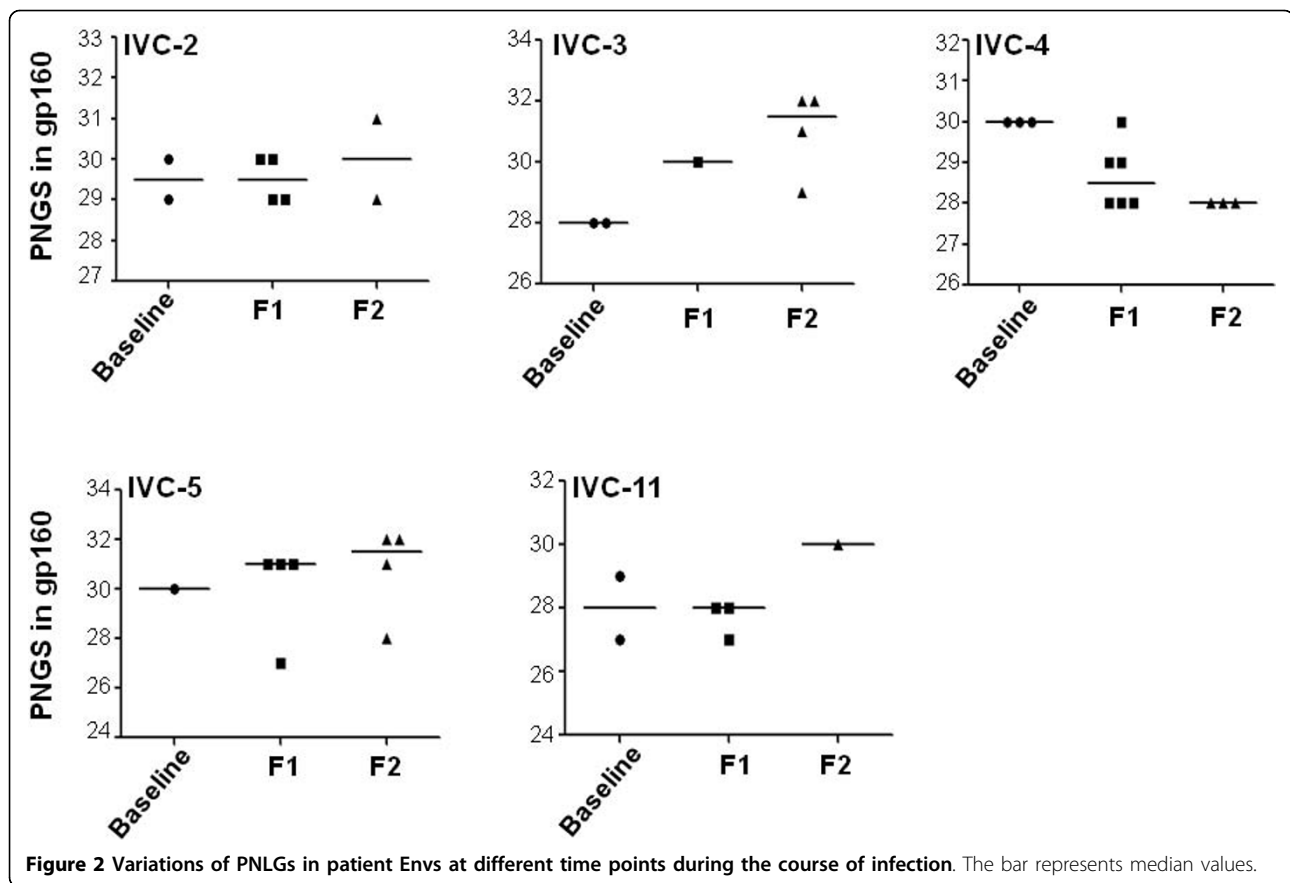 IVC-2
PNGS in gp160
33
32
31
30
29
28
27
Baseline F1 F2
IVC-3
34
32
30
28
26
Baseline F1 F2
IVC-4
32
31
30
29
28
27
26
Baseline F1 F2
IVC-5
PNGS in gp160
34
32
30
28
26
24
Baseline F1 F2
IVC-11
32
30
28
26
24
Baseline F1 F2
Figure 2 Variations of PNLGs in patient Envs at different time points during the course of infection. The bar represents median values.